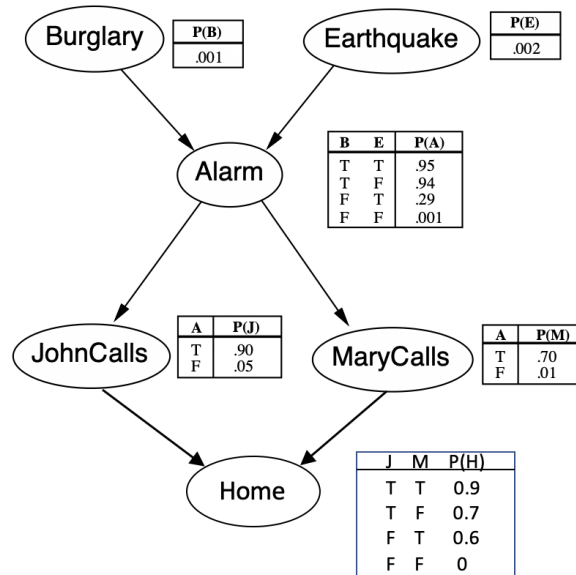 Burglary
P(B)
.001
Earthquake
P(E)
.002
Alarm
B E P(A)
T T .95
T F .94
F T .29
F F .001
JohnCalls
A P(J)
T .90
F .05
MaryCalls
A P(M)
T .70
F .01
Home
J M P(H)
T T 0.9
T F 0.7
F T 0.6
F F 0